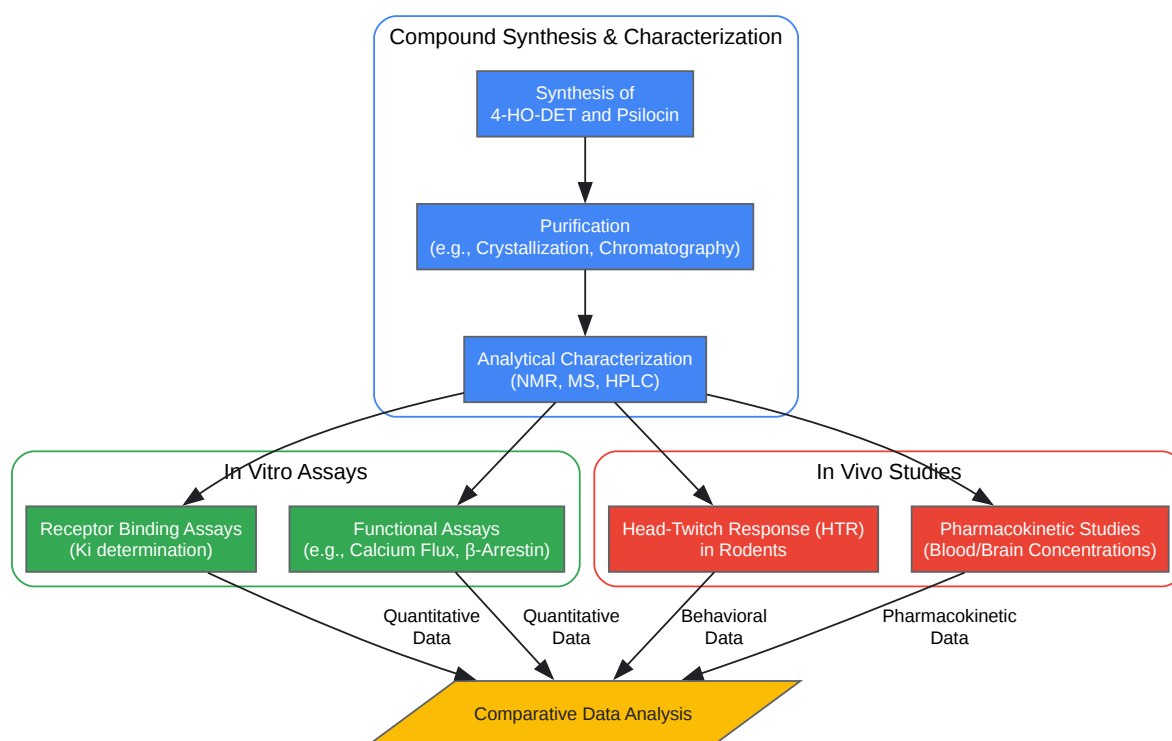 Compound Synthesis & Characterization
Synthesis of
4-HO-DET and Psilocin
Purification
(e.g., Crystallization, Chromatography)
Analytical Characterization
(NMR, MS, HPLC)
In Vitro Assays
Receptor Binding Assays
(Ki determination)
Functional Assays
(e.g., Calcium Flux, β-Arrestin)
In Vivo Studies
Head-Twitch Response (HTR)
in Rodents
Pharmacokinetic Studies
(Blood/Brain Concentrations)
Quantitative
Data
Quantitative
Data
Behavioral
Data
Pharmacokinetic
Data
Comparative Data Analysis